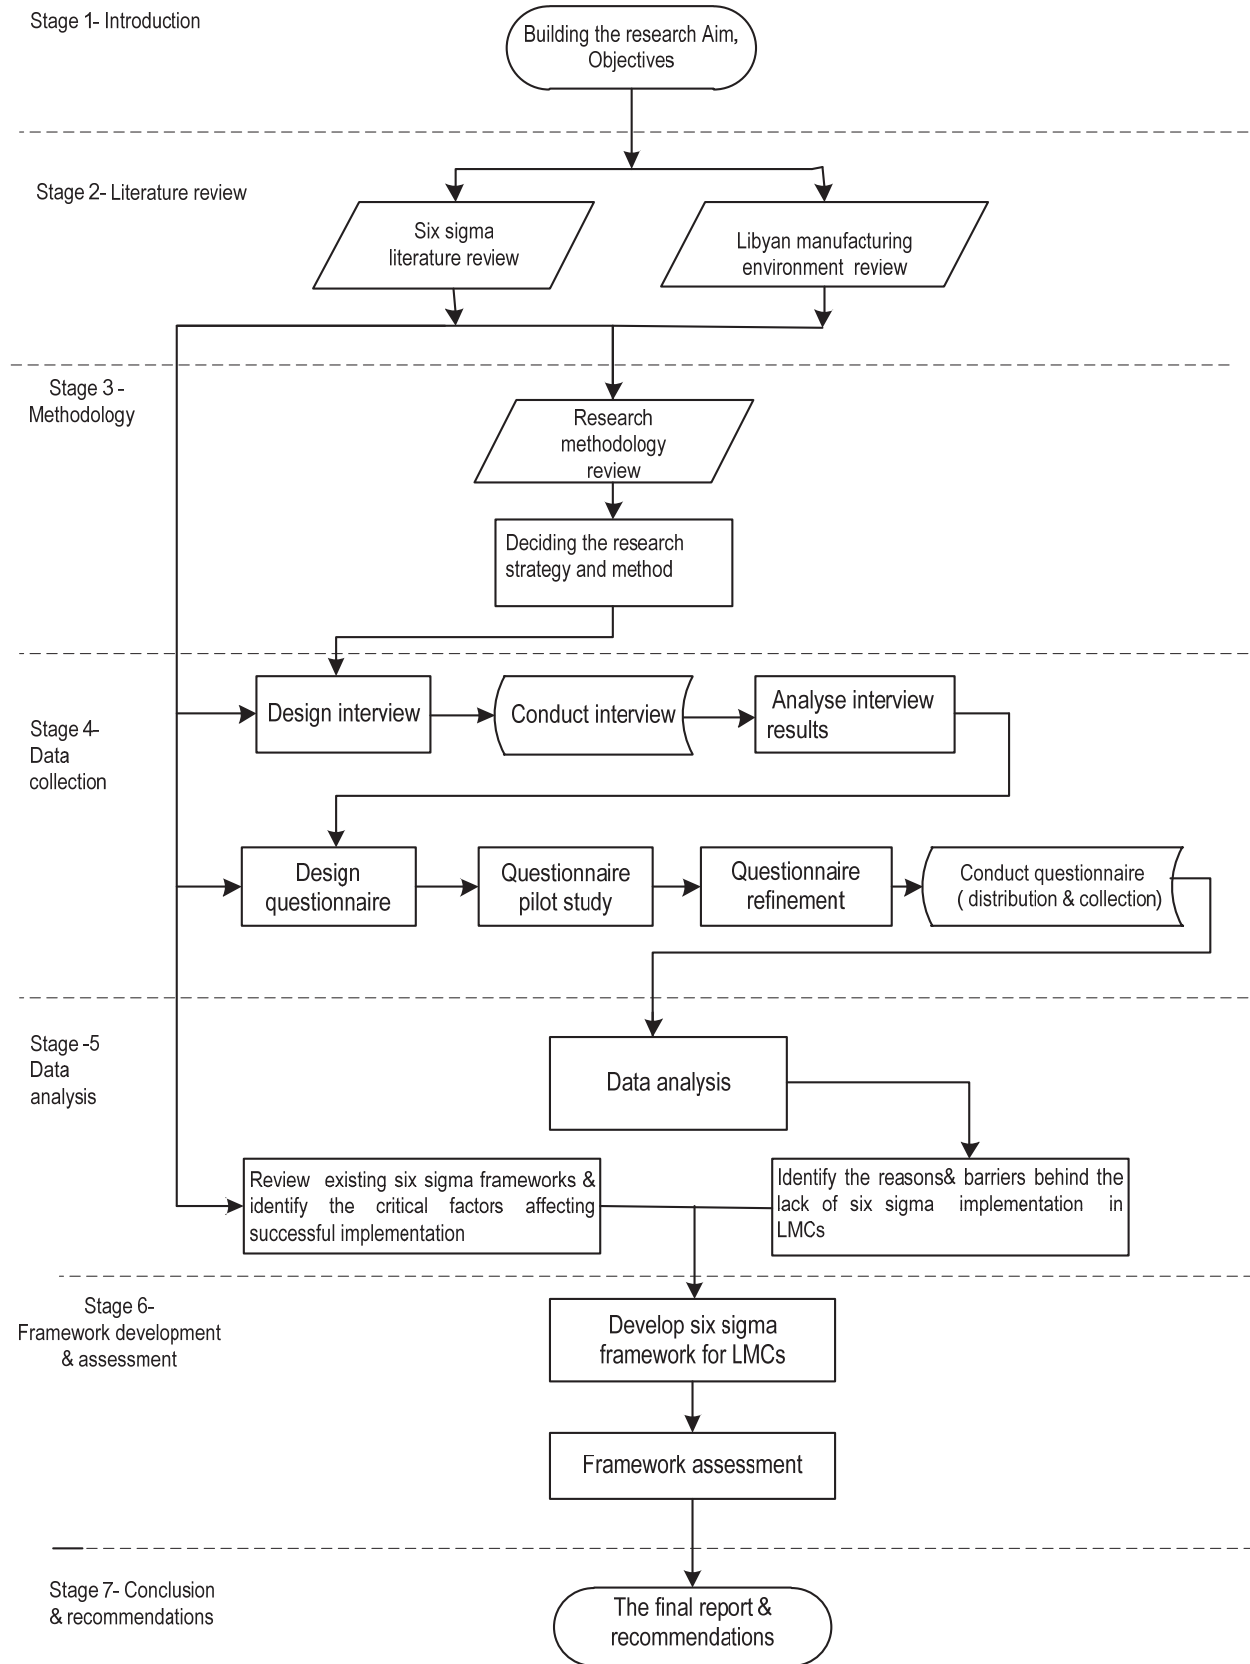 Stage 1- Introduction
Building the research Aim,
Objectives
Stage 2- Literature review
Six sigma
literature review
Libyan manufacturing
environment review
Stage 3 -
Methodology
Research
methodology
review
Deciding the research
strategy and method
Stage 4-
Data
collection
Design interview
Conduct interview
Analyse interview
results
Design
questionnaire
Questionnaire
pilot study
Questionnaire
refinement
Conduct questionnaire
( distribution & collection)
Stage -5
Data
analysis
Data analysis
Review existing six sigma frameworks &
identify the critical factors affecting
successful implementation
Identify the reasons& barriers behind the
lack of six sigma implementation in
LMCs
Stage 6-
Framework development
& assessment
Develop six sigma
framework for LMCs
Framework assessment
Stage 7- Conclusion
& recommendations
The final report &
recommendations